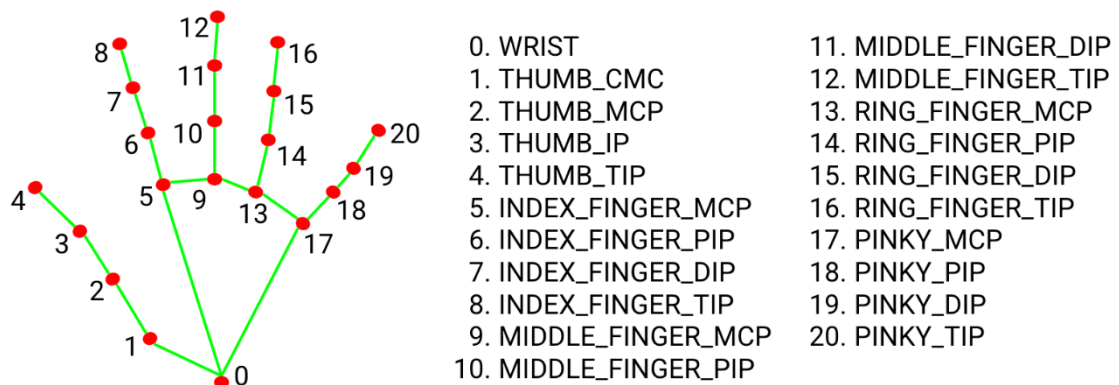 12
8
16
11
7
15
20
10
6
14
19
4
5
9
13
18
3
17
2
1
0
0. WRIST
1. THUMB_CMC
2. THUMB_MCP
3. THUMB_IP
4. THUMB_TIP
5. INDEX_FINGER_MCP
6. INDEX_FINGER_PIP
7. INDEX_FINGER_DIP
8. INDEX_FINGER_TIP
9. MIDDLE_FINGER_MCP
10. MIDDLE_FINGER_PIP
11. MIDDLE_FINGER_DIP
12. MIDDLE_FINGER_TIP
13. RING_FINGER_MCP
14. RING_FINGER_PIP
15. RING_FINGER_DIP
16. RING_FINGER_TIP
17. PINKY_MCP
18. PINKY_PIP
19. PINKY_DIP
20. PINKY_TIP